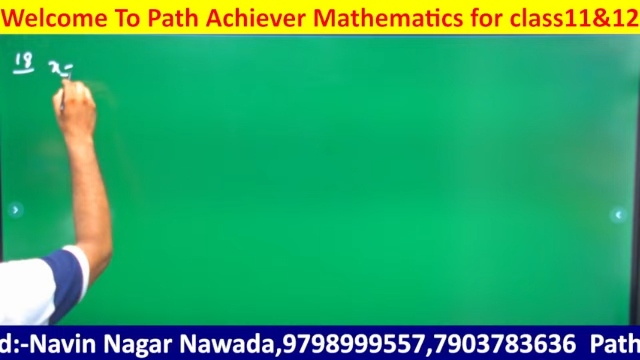 Welcome To Path Achiever Mathematics for class11&12
18 x=
d:-Navin Nagar Nawada,9798999557,7903783636 Path